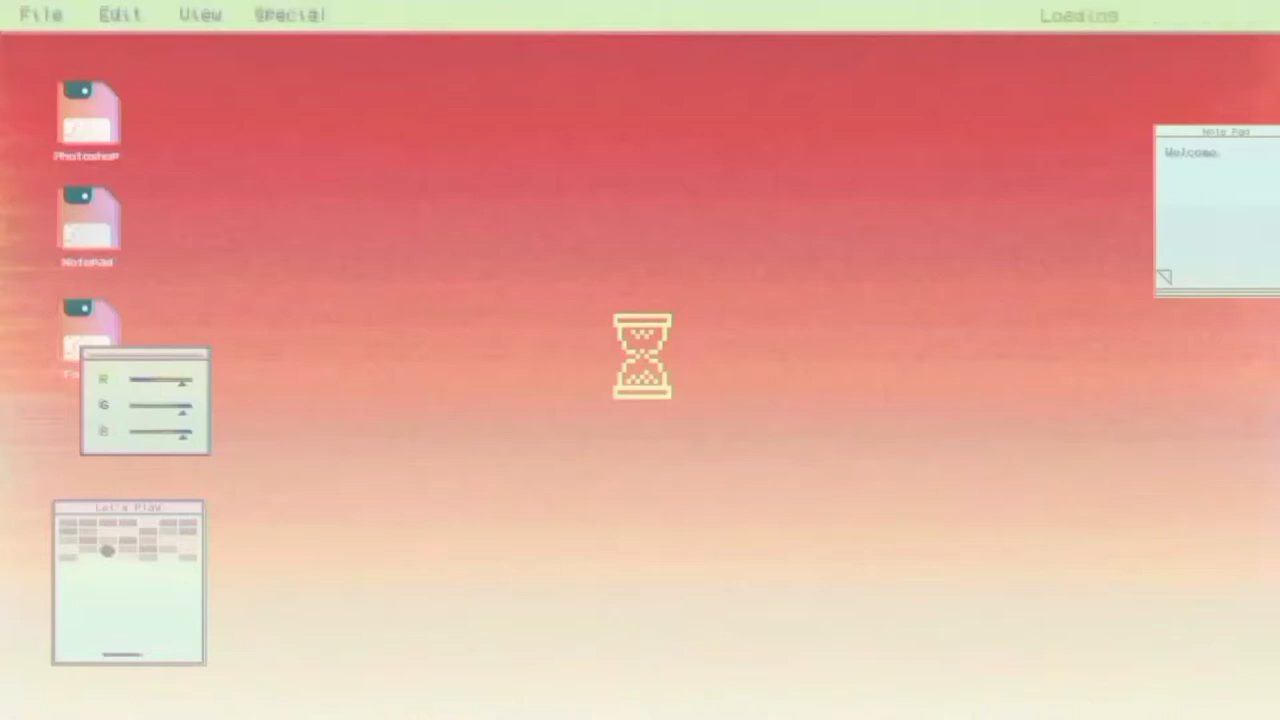 File Edit View Special Loading
Note Pad
Welcome.
Photoshop
Notepad
R
G
B
Let's Play